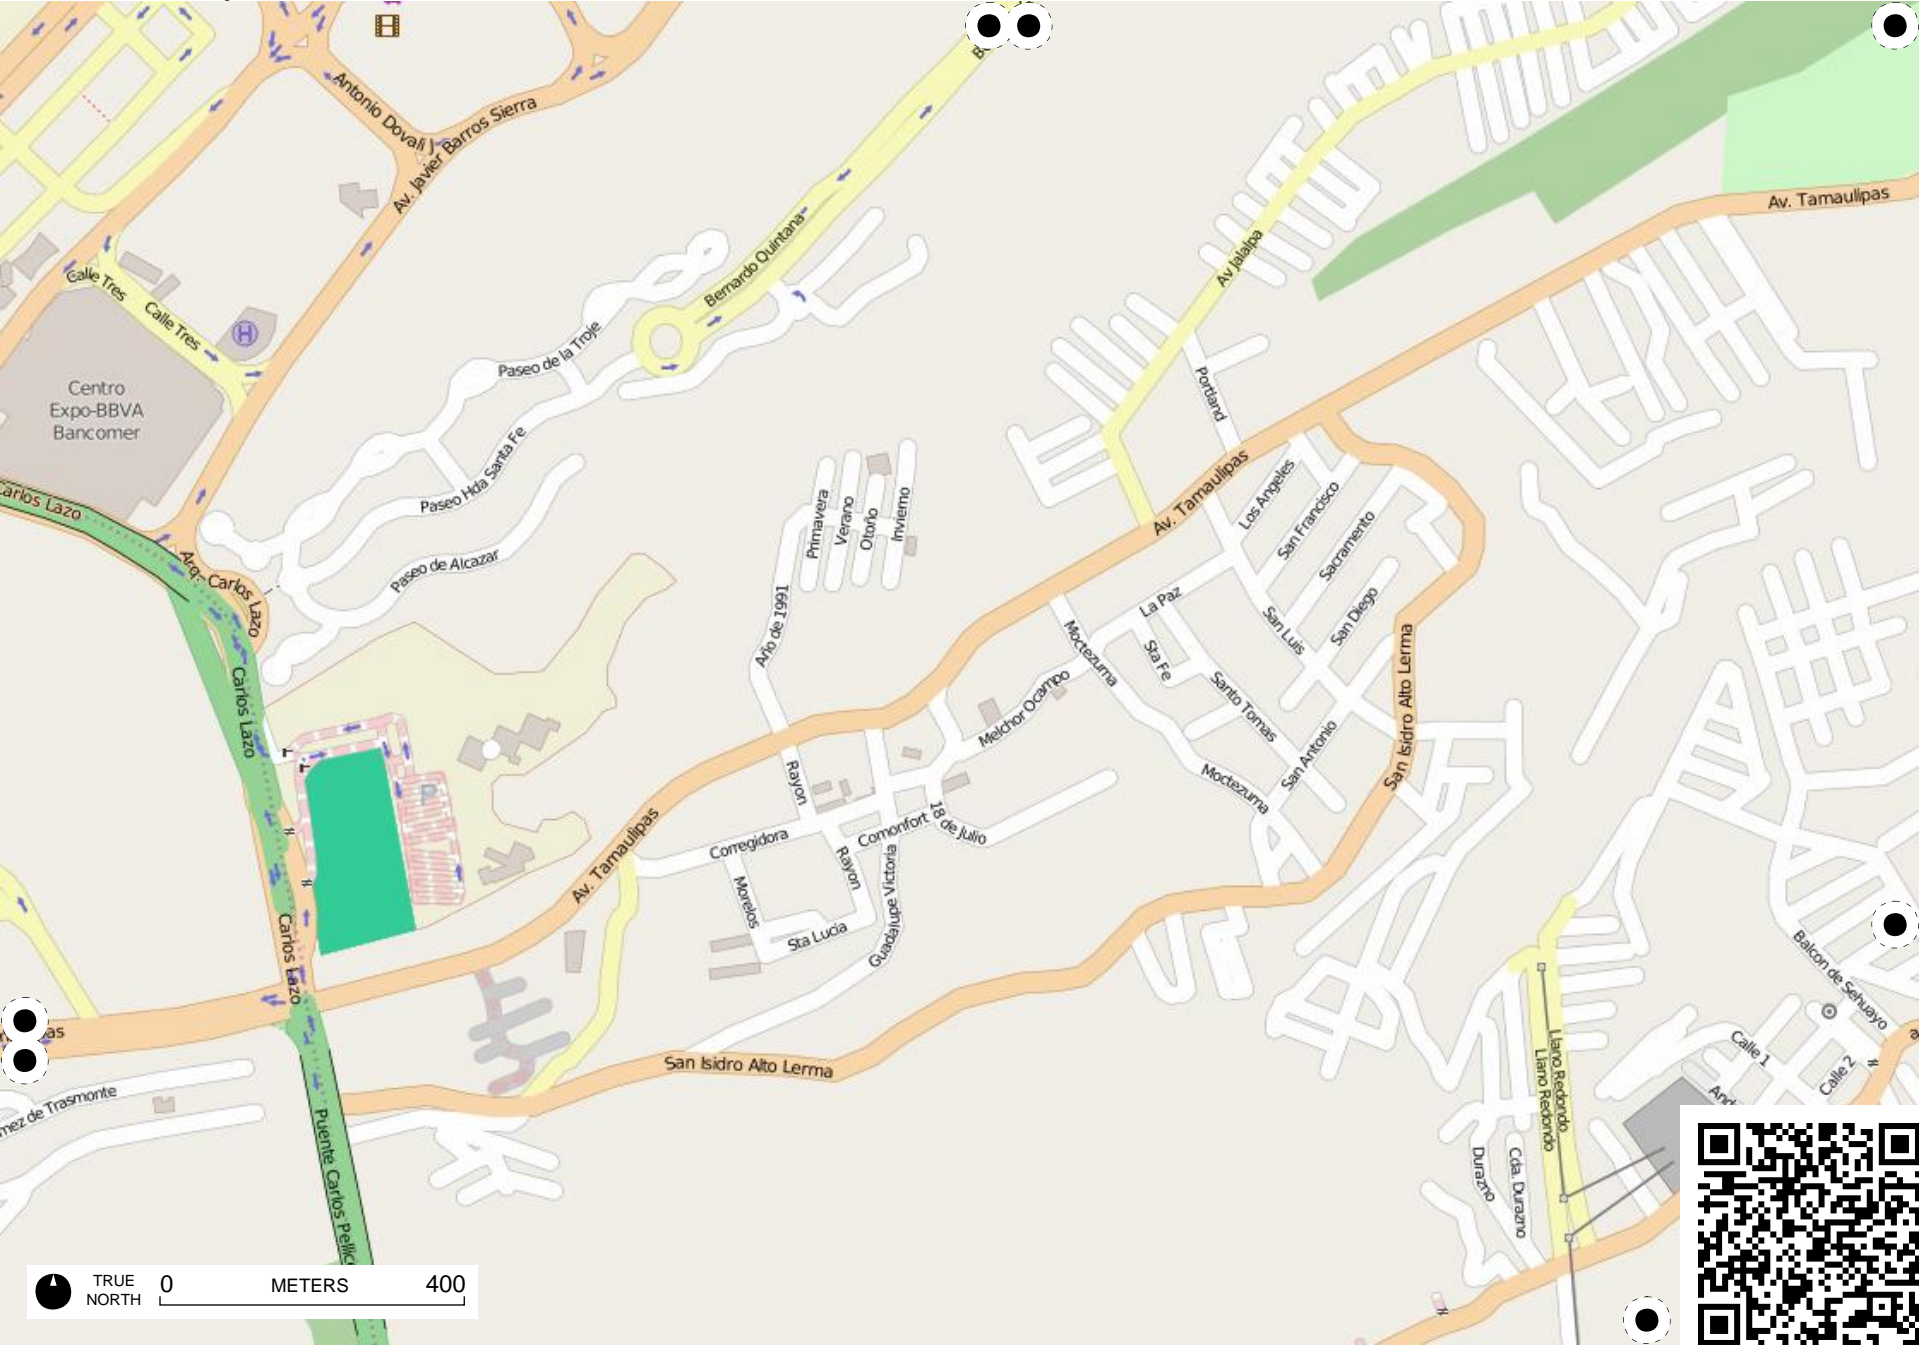 B
Antonio Dovali J
Av. Javier Barros Sierra
Av. Tamaulipas
Bernardo Quintana
Av Jalalpa
Calle Tres
Calle Tres
H
Paseo de la Troje
Portland
Centro
Expo-BBVA
Bancomer
Paseo Hda Santa Fe
Av. Tamaulipas
Los Angeles
San Francisco
Sacramento
Carlos Lazo
Primavera
Verano
Otoño
Invierno
Arq. Carlos Lazo
Paseo de Alcazar
Año de 1991
La Paz
San Luis
San Diego
Moctezuma
Sta Fe
San Isidro Alto Lerma
Carlos Lazo
Melchor Ocampo
Santo Tomas
San Antonio
Moctezuma
P
Rayon
Corregidora
Comonfort
18 de Julio
Av. Tamaulipas
Rayon
Morelos
Guadalupe Victoria
Sta Lucia
Carlos Lazo
Balcon de Sehuayo
as
San Isidro Alto Lerma
Llano Redondo
Llano Redondo
Calle 1
Calle 2
And
mez de Trasmonte
Puente Carlos Pellic
Durazno
Cda. Durazno
TRUE
NORTH
0 METERS 400